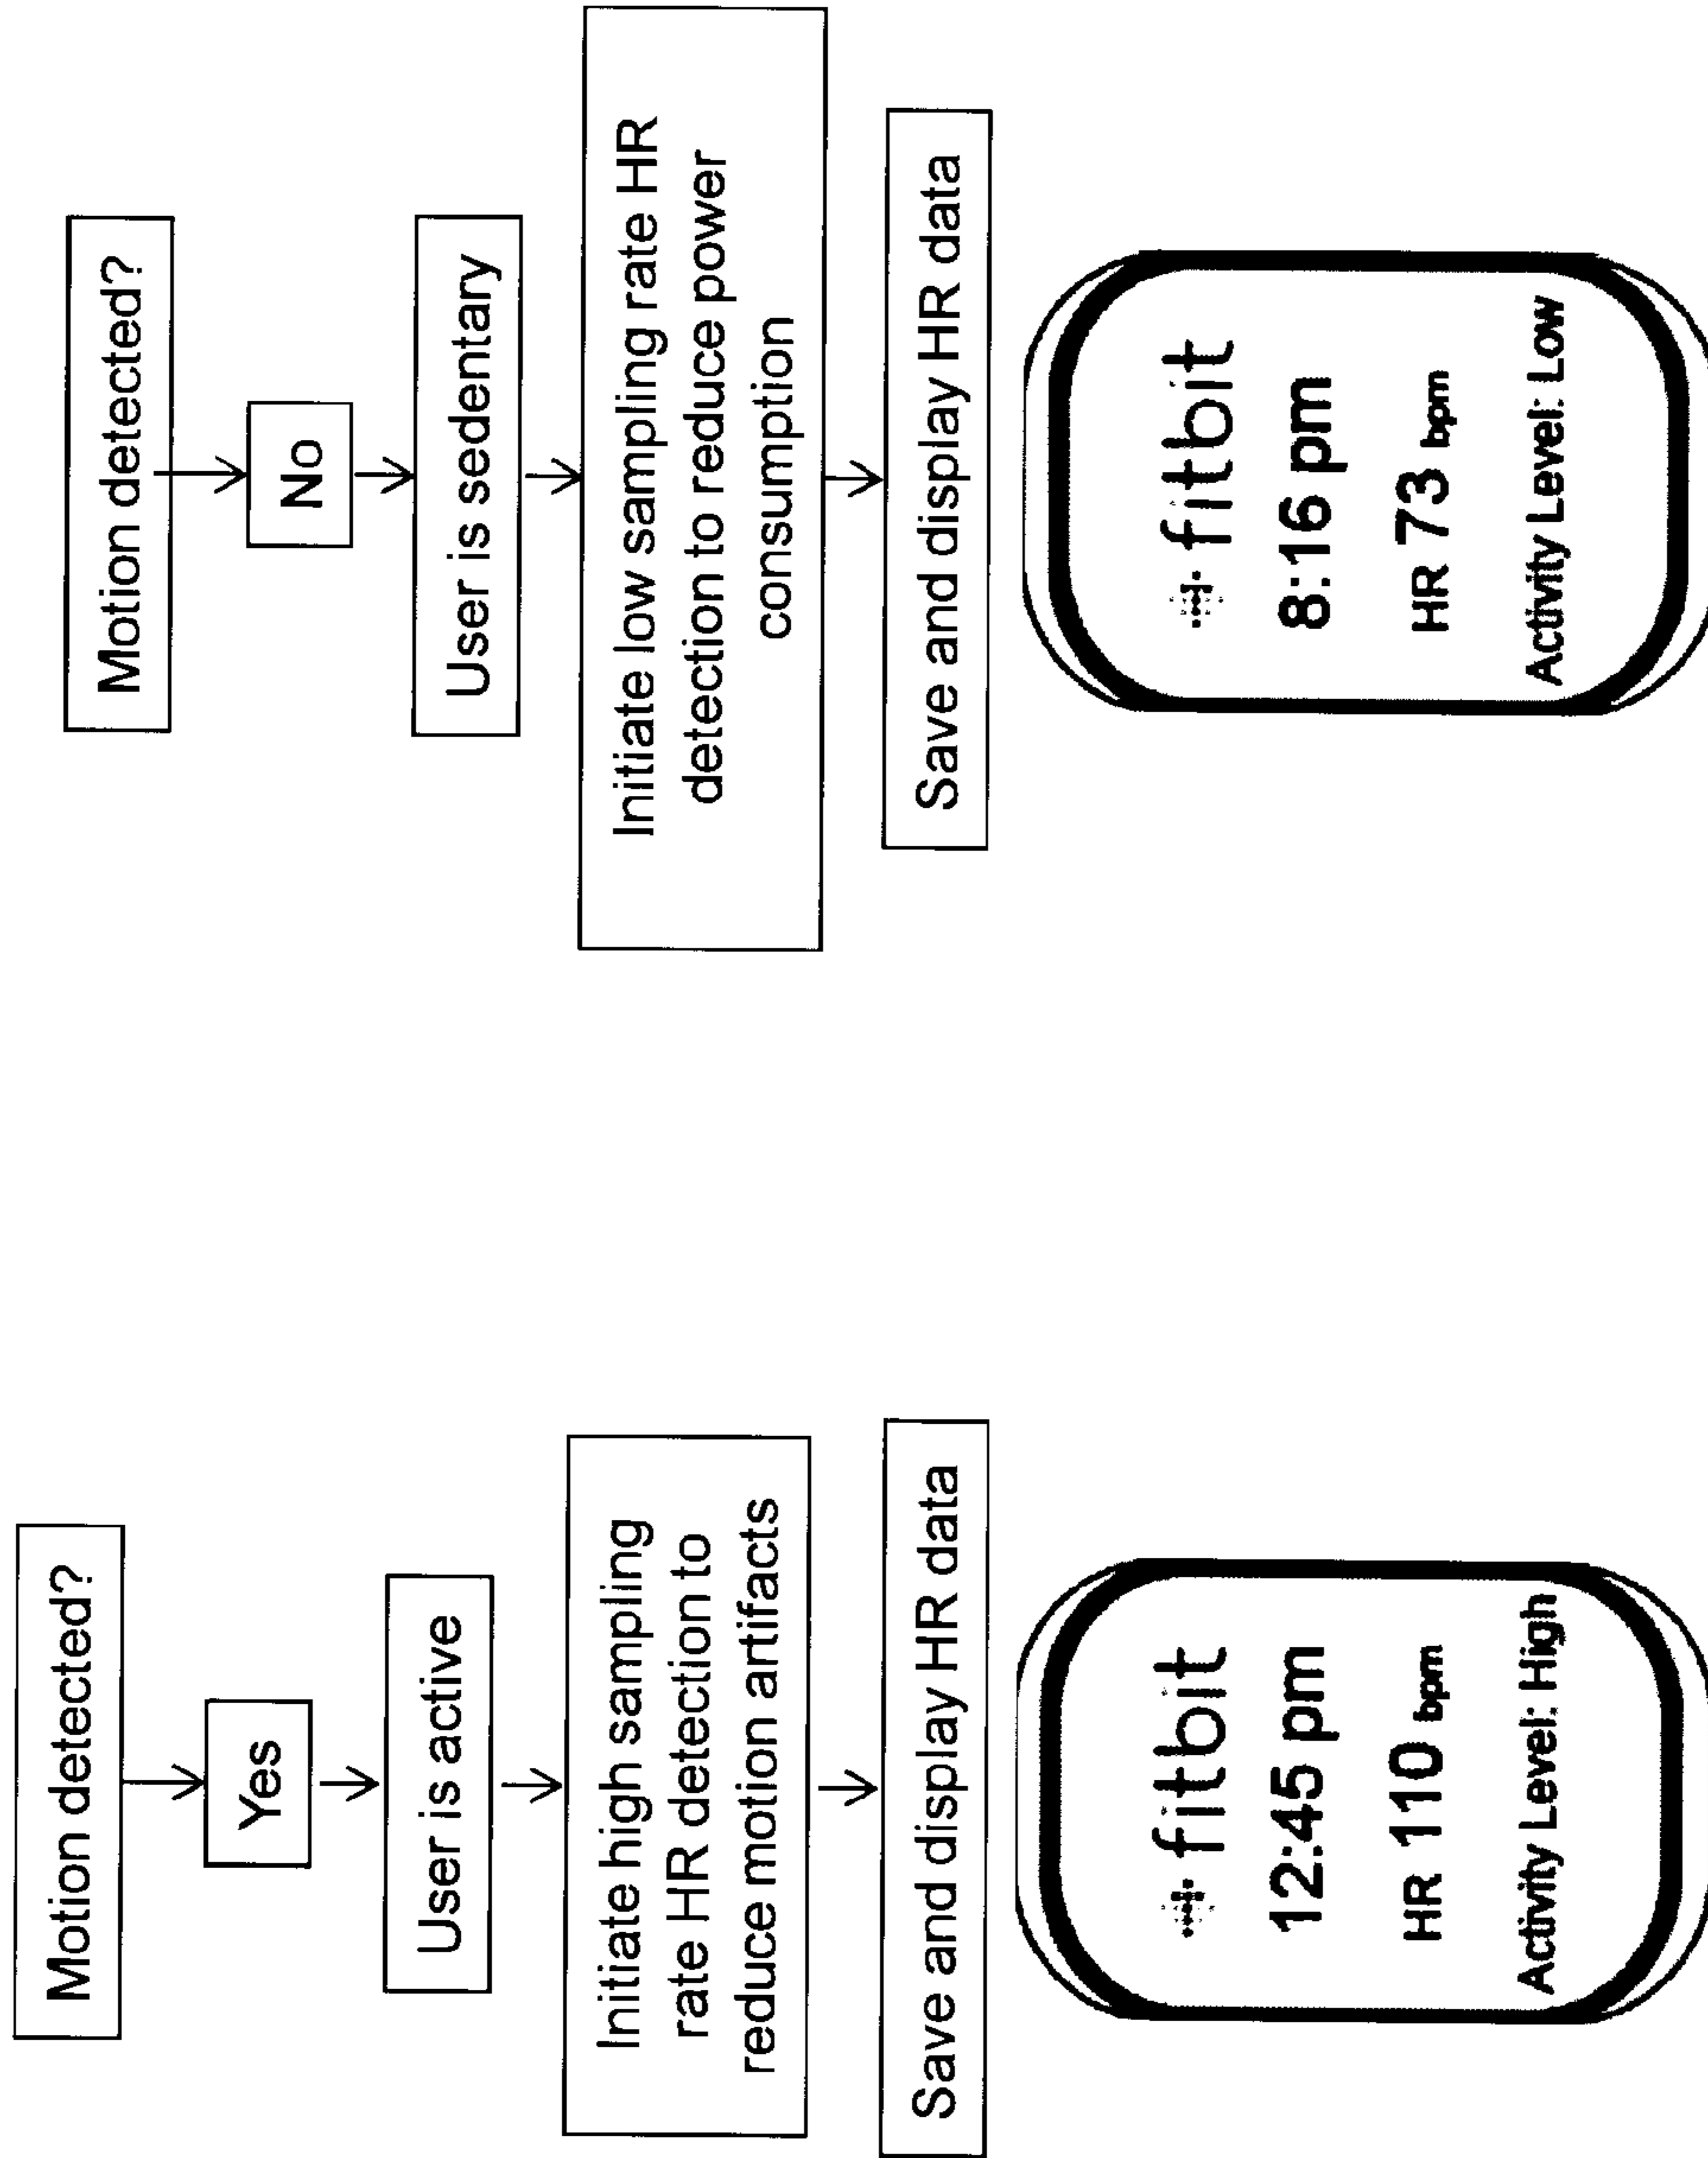 Motion detected?
Yes
User is active
Initiate high sampling
rate HR detection to
reduce motion artifacts
Save and display HR data
fitbit
12:45 pm
HR 110 bpm
Activity Level: High
Motion detected?
No
User is sedentary
Initiate low sampling rate HR
detection to reduce power
consumption
Save and display HR data
fitbit
8:16 pm
HR 73 bpm
Activity Level: Low